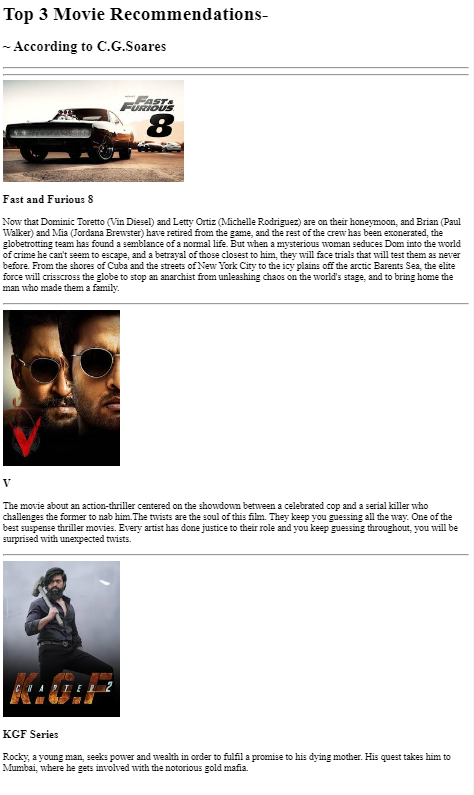 Top 3 Movie Recommendations-
~ According to C.G.Soares
FAST &
FURIOUS
8
Fast and Furious 8
Now that Dominic Toretto (Vin Diesel) and Letty Ortiz (Michelle Rodriguez) are on their honeymoon, and Brian (Paul
Walker) and Mia (Jordana Brewster) have retired from the game, and the rest of the crew has been exonerated, the
globetrotting team has found a semblance of a normal life. But when a mysterious woman seduces Dom into the world
of crime he can't seem to escape, and a betrayal of those closest to him, they will face trials that will test them as never
before. From the shores of Cuba and the streets of New York City to the icy plains off the arctic Barents Sea, the elite
force will crisscross the globe to stop an anarchist from unleashing chaos on the world's stage, and to bring home the
man who made them a family.
V
V
The movie about an action-thriller centered on the showdown between a celebrated cop and a serial killer who
challenges the former to nab him.The twists are the soul of this film. They keep you guessing all the way. One of the
best suspense thriller movies. Every artist has done justice to their role and you keep guessing throughout, you will be
surprised with unexpected twists.
K.G.F
CHAPTER 2
KGF Series
Rocky, a young man, seeks power and wealth in order to fulfil a promise to his dying mother. His quest takes him to
Mumbai, where he gets involved with the notorious gold mafia.